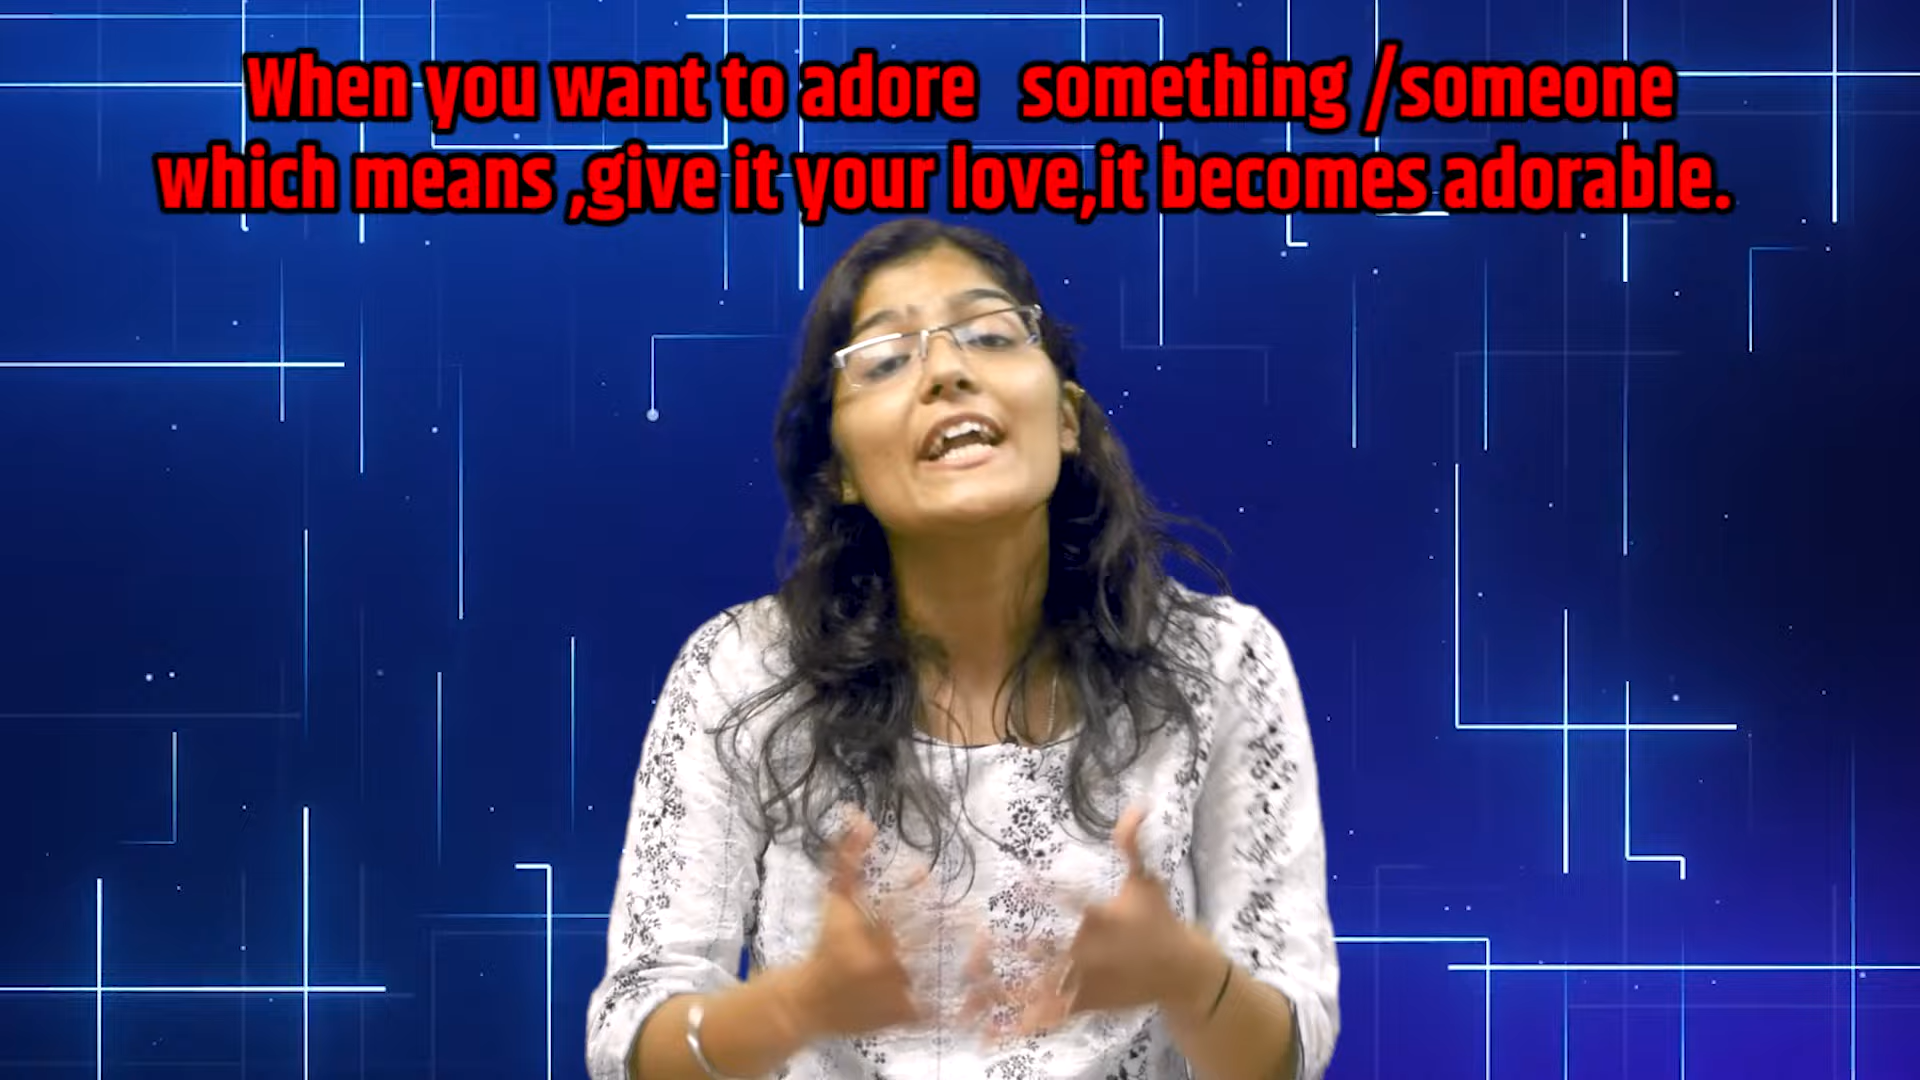 When you want to adore something /someone
which means ,give it your love,it becomes adorable.